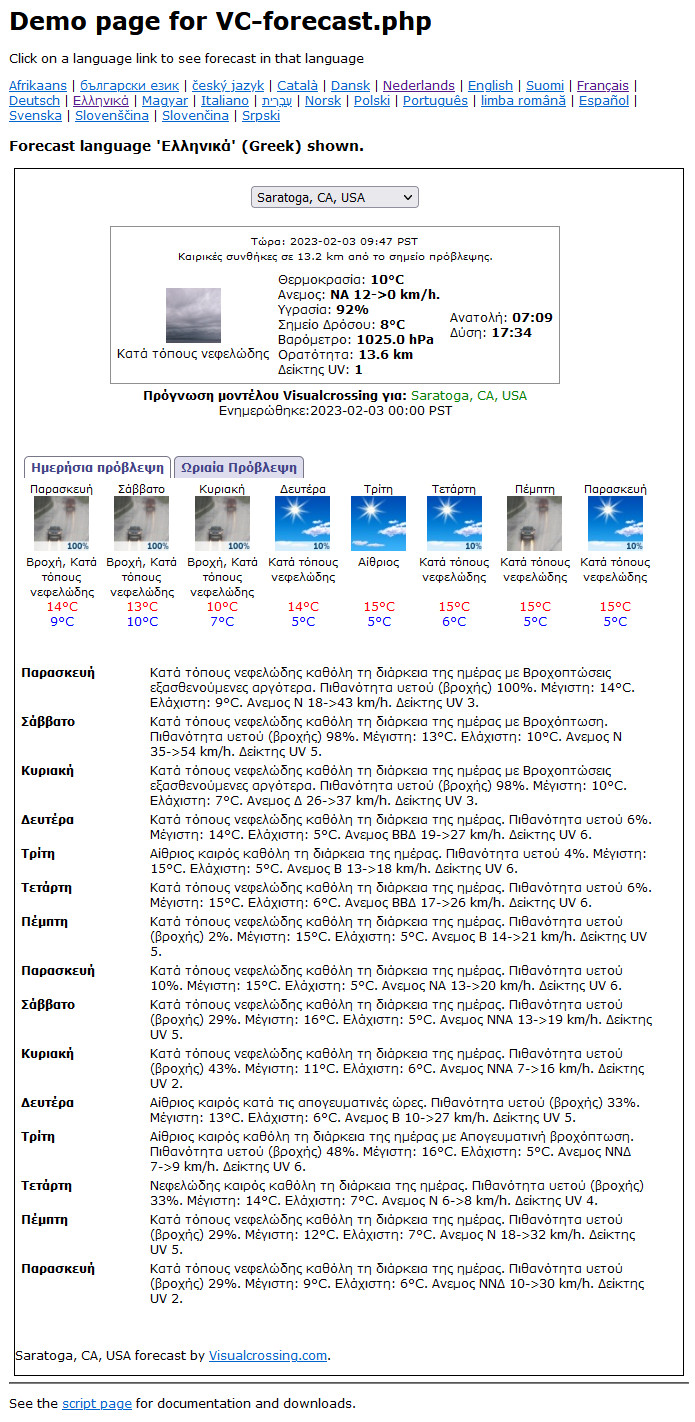 Demo page for VC-forecast.php
Click on a language link to see forecast in that language
Afrikaans | български език | český jazyk | Català | Dansk | Nederlands | English | Suomi | Français |
Deutsch | Ελληνικά | Magyar | Italiano | עִבְרִית | Norsk | Polski | Português | limba română | Español |
Svenska | Slovenščina | Slovenčina | Srpski
Forecast language 'Ελληνικά' (Greek) shown.
Saratoga, CA, USA
Τώρα: 2023-02-03 09:47 PST
Καιρικές συνθήκες σε 13.2 km από το σημείο πρόβλεψης.
Κατά τόπους νεφελώδης
Θερμοκρασία: 10°C
Ανεμος: ΝΑ 12->0 km/h.
Υγρασία: 92%
Σημείο Δρόσου: 8°C
Βαρόμετρο: 1025.0 hPa
Ορατότητα: 13.6 km
Δείκτης UV: 1
Ανατολή: 07:09
Δύση: 17:34
Πρόγνωση μοντέλου Visualcrossing για: Saratoga, CA, USA
Ενημερώθηκε:2023-02-03 00:00 PST
Ημερήσια πρόβλεψη Ωριαία Πρόβλεψη
Παρασκευή Σάββατο Κυριακή Δευτέρα Τρίτη Τετάρτη Πέμπτη Παρασκευή
100% 100% 100% 10% 10% 10%
Βροχή, Κατά Βροχή, Κατά Βροχή, Κατά Κατά τόπους Αίθριος Κατά τόπους Κατά τόπους Κατά τόπους
τόπους τόπους τόπους νεφελώδης νεφελώδης νεφελώδης νεφελώδης
νεφελώδης νεφελώδης νεφελώδης
14°C 13°C 10°C 14°C 15°C 15°C 15°C 15°C
9°C 10°C 7°C 5°C 5°C 6°C 5°C 5°C
Παρασκευή Κατά τόπους νεφελώδης καθόλη τη διάρκεια της ημέρας με Βροχοπτώσεις
εξασθενούμενες αργότερα. Πιθανότητα υετού (βροχής) 100%. Μέγιστη: 14°C.
Ελάχιστη: 9°C. Ανεμος Ν 18->43 km/h. Δείκτης UV 3.
Σάββατο Κατά τόπους νεφελώδης καθόλη τη διάρκεια της ημέρας με Βροχόπτωση.
Πιθανότητα υετού (βροχής) 98%. Μέγιστη: 13°C. Ελάχιστη: 10°C. Ανεμος Ν
35->54 km/h. Δείκτης UV 5.
Κυριακή Κατά τόπους νεφελώδης καθόλη τη διάρκεια της ημέρας με Βροχοπτώσεις
εξασθενούμενες αργότερα. Πιθανότητα υετού (βροχής) 98%. Μέγιστη: 10°C.
Ελάχιστη: 7°C. Ανεμος Δ 26->37 km/h. Δείκτης UV 3.
Δευτέρα Κατά τόπους νεφελώδης καθόλη τη διάρκεια της ημέρας. Πιθανότητα υετού 6%.
Μέγιστη: 14°C. Ελάχιστη: 5°C. Ανεμος ΒΒΔ 19->27 km/h. Δείκτης UV 6.
Τρίτη Αίθριος καιρός καθόλη τη διάρκεια της ημέρας. Πιθανότητα υετού 4%. Μέγιστη:
15°C. Ελάχιστη: 5°C. Ανεμος Β 13->18 km/h. Δείκτης UV 6.
Τετάρτη Κατά τόπους νεφελώδης καθόλη τη διάρκεια της ημέρας. Πιθανότητα υετού 6%.
Μέγιστη: 15°C. Ελάχιστη: 6°C. Ανεμος ΒΒΔ 17->26 km/h. Δείκτης UV 6.
Πέμπτη Κατά τόπους νεφελώδης καθόλη τη διάρκεια της ημέρας. Πιθανότητα υετού
(βροχής) 2%. Μέγιστη: 15°C. Ελάχιστη: 5°C. Ανεμος Β 14->21 km/h. Δείκτης UV
5.
Παρασκευή Κατά τόπους νεφελώδης καθόλη τη διάρκεια της ημέρας. Πιθανότητα υετού
10%. Μέγιστη: 15°C. Ελάχιστη: 5°C. Ανεμος ΝΑ 13->20 km/h. Δείκτης UV 6.
Σάββατο Κατά τόπους νεφελώδης καθόλη τη διάρκεια της ημέρας. Πιθανότητα υετού
(βροχής) 29%. Μέγιστη: 16°C. Ελάχιστη: 5°C. Ανεμος ΝΝΑ 13->19 km/h. Δείκτης
UV 5.
Κυριακή Κατά τόπους νεφελώδης καθόλη τη διάρκεια της ημέρας. Πιθανότητα υετού
(βροχής) 43%. Μέγιστη: 11°C. Ελάχιστη: 6°C. Ανεμος ΝΝΑ 7->16 km/h. Δείκτης
UV 2.
Δευτέρα Αίθριος καιρός κατά τις απογευματινές ώρες. Πιθανότητα υετού (βροχής) 33%.
Μέγιστη: 13°C. Ελάχιστη: 6°C. Ανεμος Β 10->27 km/h. Δείκτης UV 5.
Τρίτη Αίθριος καιρός καθόλη τη διάρκεια της ημέρας με Απογευματινή βροχόπτωση.
Πιθανότητα υετού (βροχής) 48%. Μέγιστη: 16°C. Ελάχιστη: 5°C. Ανεμος ΝΝΔ
7->9 km/h. Δείκτης UV 6.
Τετάρτη Νεφελώδης καιρός καθόλη τη διάρκεια της ημέρας. Πιθανότητα υετού (βροχής)
33%. Μέγιστη: 14°C. Ελάχιστη: 7°C. Ανεμος Ν 6->8 km/h. Δείκτης UV 4.
Πέμπτη Κατά τόπους νεφελώδης καθόλη τη διάρκεια της ημέρας. Πιθανότητα υετού
(βροχής) 29%. Μέγιστη: 12°C. Ελάχιστη: 7°C. Ανεμος Ν 18->32 km/h. Δείκτης
UV 5.
Παρασκευή Κατά τόπους νεφελώδης καθόλη τη διάρκεια της ημέρας. Πιθανότητα υετού
(βροχής) 29%. Μέγιστη: 9°C. Ελάχιστη: 6°C. Ανεμος ΝΝΔ 10->30 km/h. Δείκτης
UV 2.
Saratoga, CA, USA forecast by Visualcrossing.com.
See the script page for documentation and downloads.